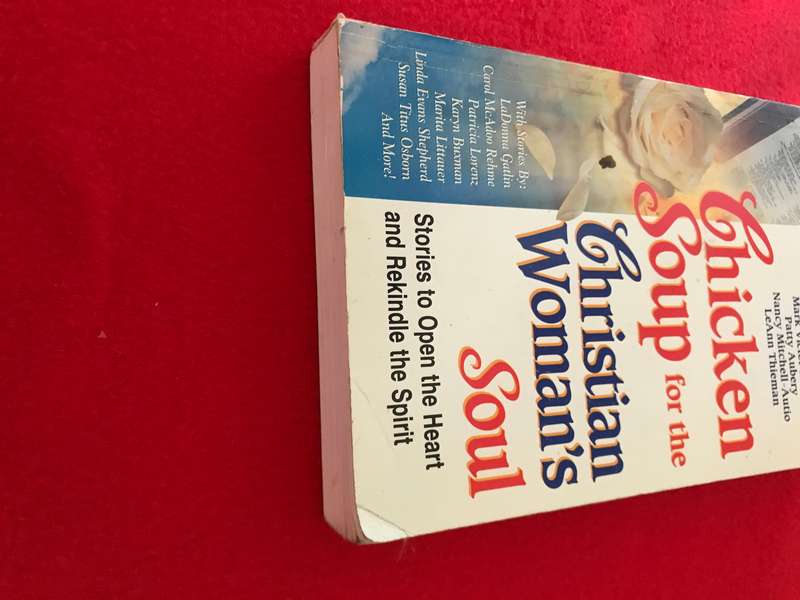 Patty Aubery
Nancy Mitchell-Autio
LeAnn Thieman
Chicken
Soup for the
Christian
Woman's
Soul
Stories to Open the Heart
and Rekindle the Spirit
With Stories By:
LaDonna Gatlin
Carol McAdoo Rehme
Patricia Lorenz
Karyn Buxman
Marita Littauer
Linda Evans Shepherd
Susan Titus Osborn
And More!